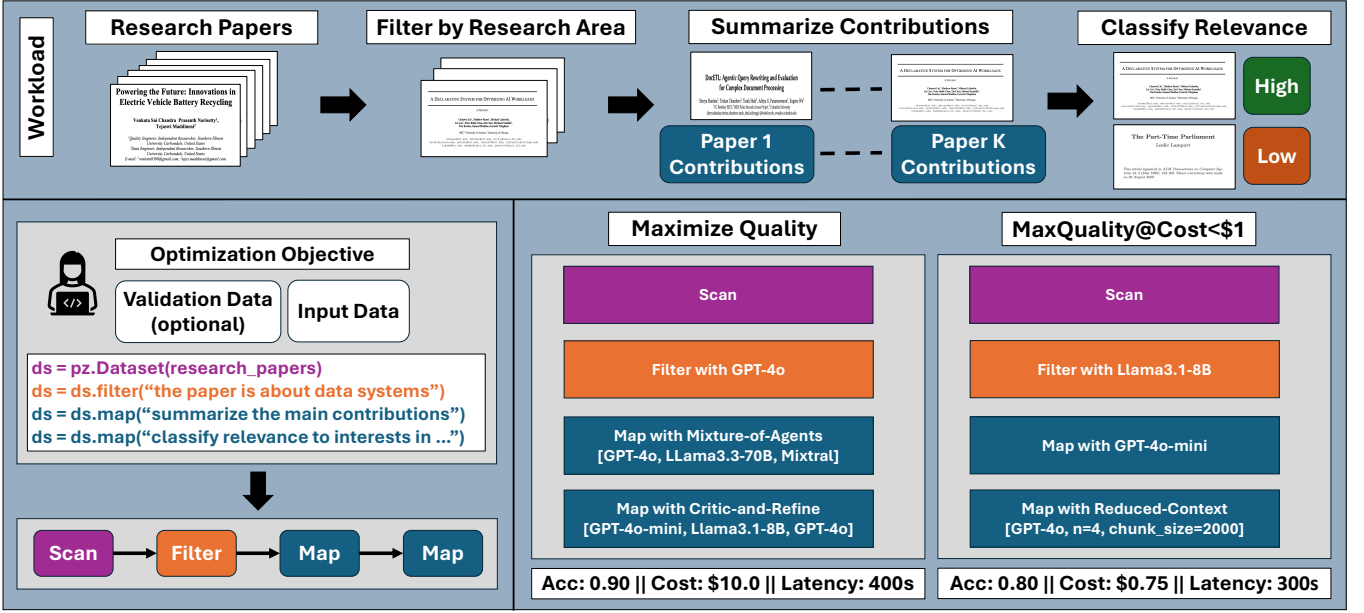 Workload
Research Papers
Filter by Research Area
Summarize Contributions
Classify Relevance
Powering the Future: Innovations in
Electric Vehicle Battery Recycling
Venkata Sai Chandra Prasanth Narisetty¹,
Tejaswi Maddineni²
A DECLARATIVE SYSTEM FOR OPTIMIZING AI WORKLOADS
DocETL: Agentic Query Rewriting and Evaluation
for Complex Document Processing
A DECLARATIVE SYSTEM FOR OPTIMIZING AI WORKLOADS
A DECLARATIVE SYSTEM FOR OPTIMIZING AI WORKLOADS
High
The Part-Time Parliament
Leslie Lamport
Low
Paper 1
Contributions
Paper K
Contributions
Optimization Objective
Validation Data
(optional)
Input Data
ds = pz.Dataset(research_papers)
ds = ds.filter(“the paper is about data systems”)
ds = ds.map(“summarize the main contributions”)
ds = ds.map(“classify relevance to interests in ...”)
Scan
Filter
Map
Map
Maximize Quality
Scan
Filter with GPT-4o
Map with Mixture-of-Agents
[GPT-4o, LLama3.3-70B, Mixtral]
Map with Critic-and-Refine
[GPT-4o-mini, Llama3.1-8B, GPT-4o]
Acc: 0.90 || Cost: $10.0 || Latency: 400s
MaxQuality@Cost<$1
Scan
Filter with Llama3.1-8B
Map with GPT-4o-mini
Map with Reduced-Context
[GPT-4o, n=4, chunk_size=2000]
Acc: 0.80 || Cost: $0.75 || Latency: 300s